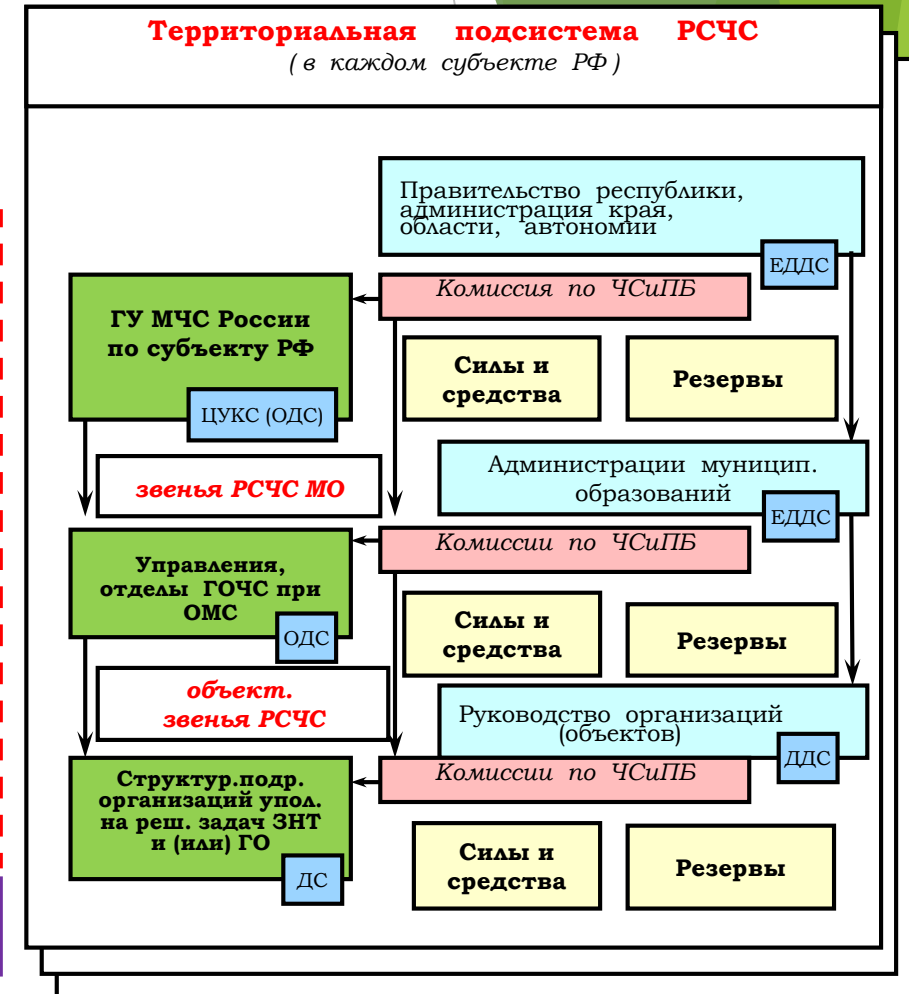 Территориальная подсистема РСЧС
( в каждом субъекте РФ )
Правительство республики,
администрация края,
области, автономии
ЕДДС
Комиссия по ЧСиПБ
ГУ МЧС России
по субъекту РФ
ЦУКС (ОДС)
Силы и
средства
Резервы
звенья РСЧС МО
Администрации муницип.
образований
ЕДДС
Комиссии по ЧСиПБ
Управления,
отделы ГОЧС при
ОМС
ОДС
Силы и
средства
Резервы
объект.
звенья РСЧС
Руководство организаций
(объектов)
ДДС
Комиссии по ЧСиПБ
Структур.подр.
организаций упол.
на реш. задач ЗНТ
и (или) ГО
ДС
Силы и
средства
Резервы